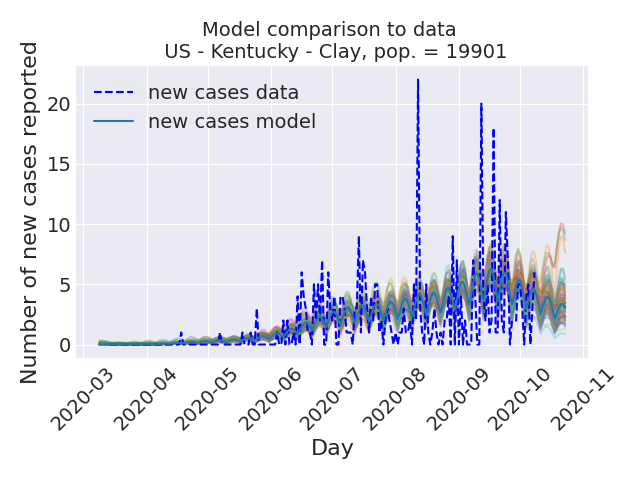 Model comparison to data
US - Kentucky - Clay, pop. = 19901
Number of new cases reported
new cases data
new cases model
20
15
10
5
0
2020-03
2020-04
2020-05
2020-06
2020-07
2020-08
2020-09
2020-10
2020-11
Day